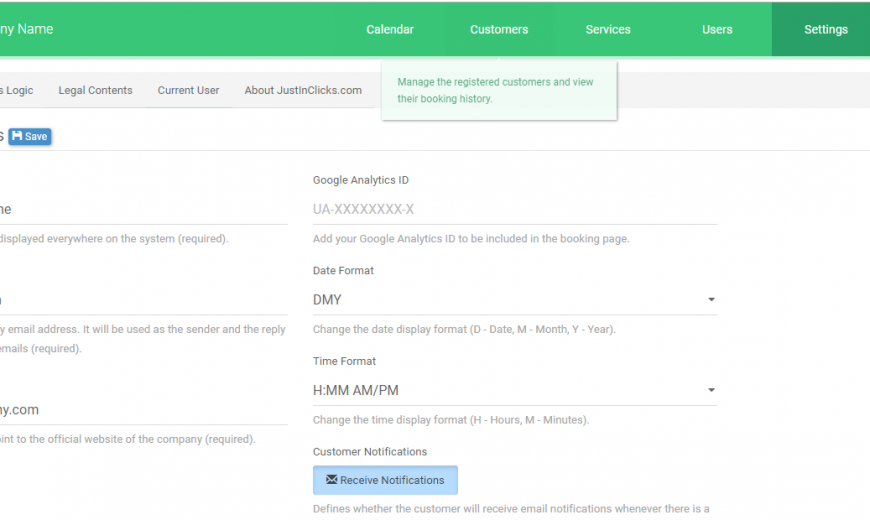 ny Name
Calendar
Customers
Services
Users
Settings
s Logic
Legal Contents
Current User
About JustInClicks.com
Manage the registered customers and view
their booking history.
s
Save
Google Analytics ID
me
UA-XXXXXXXX-X
displayed everywhere on the system (required).
Add your Google Analytics ID to be included in the booking page.
Date Format
DMY
y email address. It will be used as the sender and the reply
emails (required).
Change the date display format (D - Date, M - Month, Y - Year).
Time Format
H:MM AM/PM
ny.com
int to the official website of the company (required).
Change the time display format (H - Hours, M - Minutes).
Customer Notifications
Receive Notifications
Defines whether the customer will receive email notifications whenever there is a